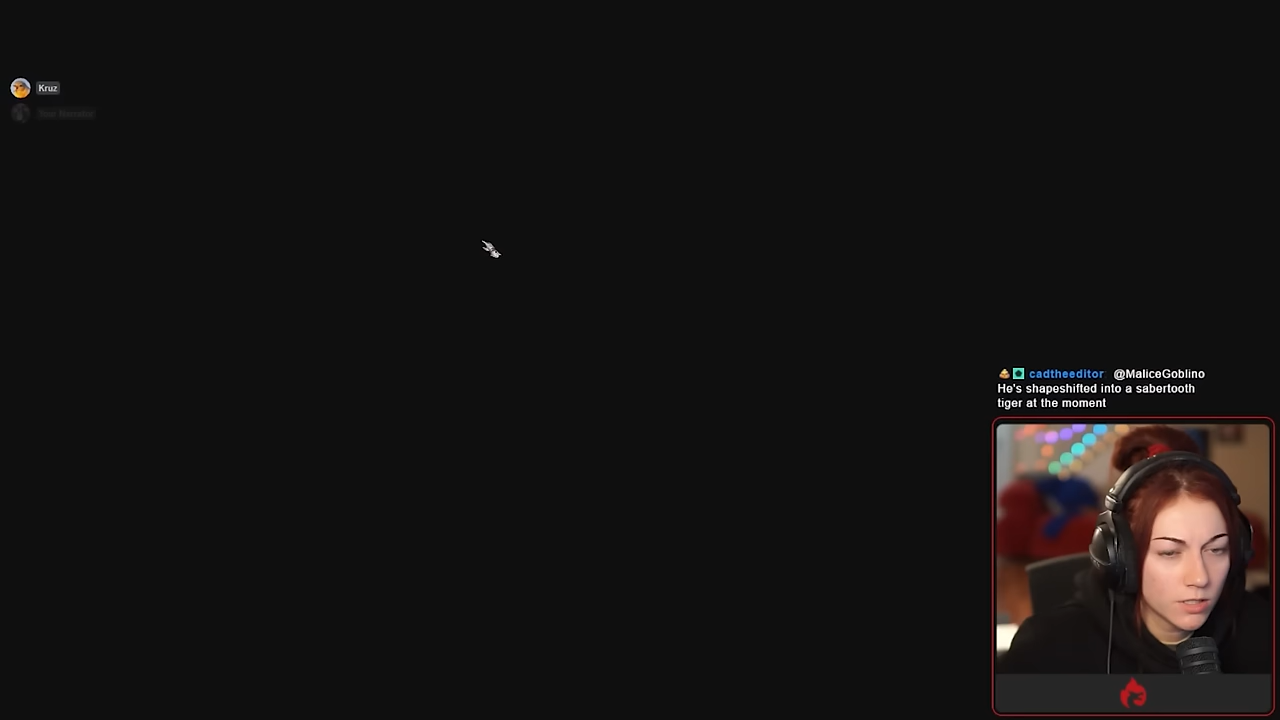 Kruz
cadtheeditor @MaliceGoblino
He's shapeshifted into a sabertooth
tiger at the moment